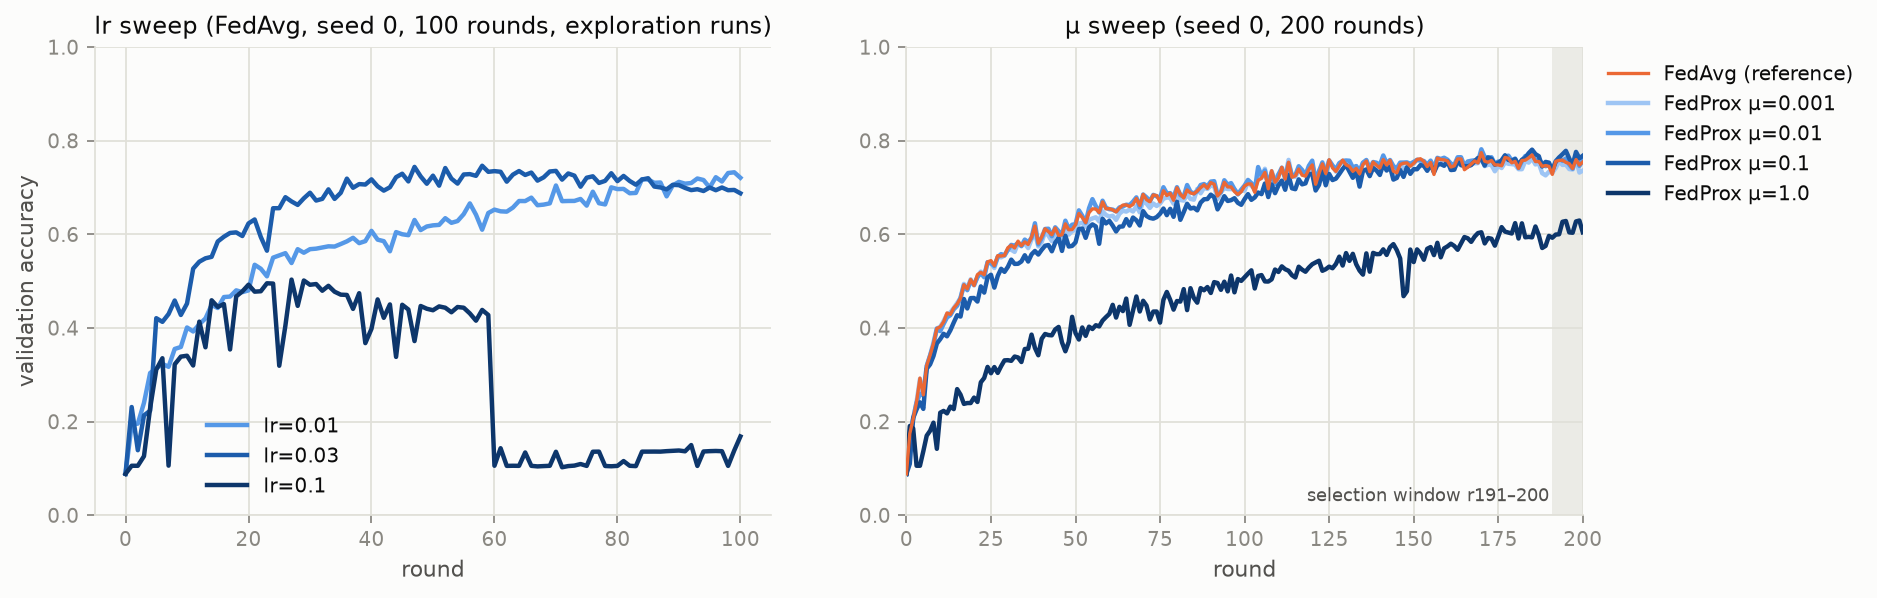 lr sweep (FedAvg, seed 0, 100 rounds, exploration runs)
validation accuracy
1.0
0.8
0.6
0.4
0.2
0.0
lr=0.01
lr=0.03
lr=0.1
0 20 40 60 80 100
round
μ sweep (seed 0, 200 rounds)
1.0
0.8
0.6
0.4
0.2
0.0
selection window r191–200
0 25 50 75 100 125 150 175 200
round
FedAvg (reference)
FedProx μ=0.001
FedProx μ=0.01
FedProx μ=0.1
FedProx μ=1.0